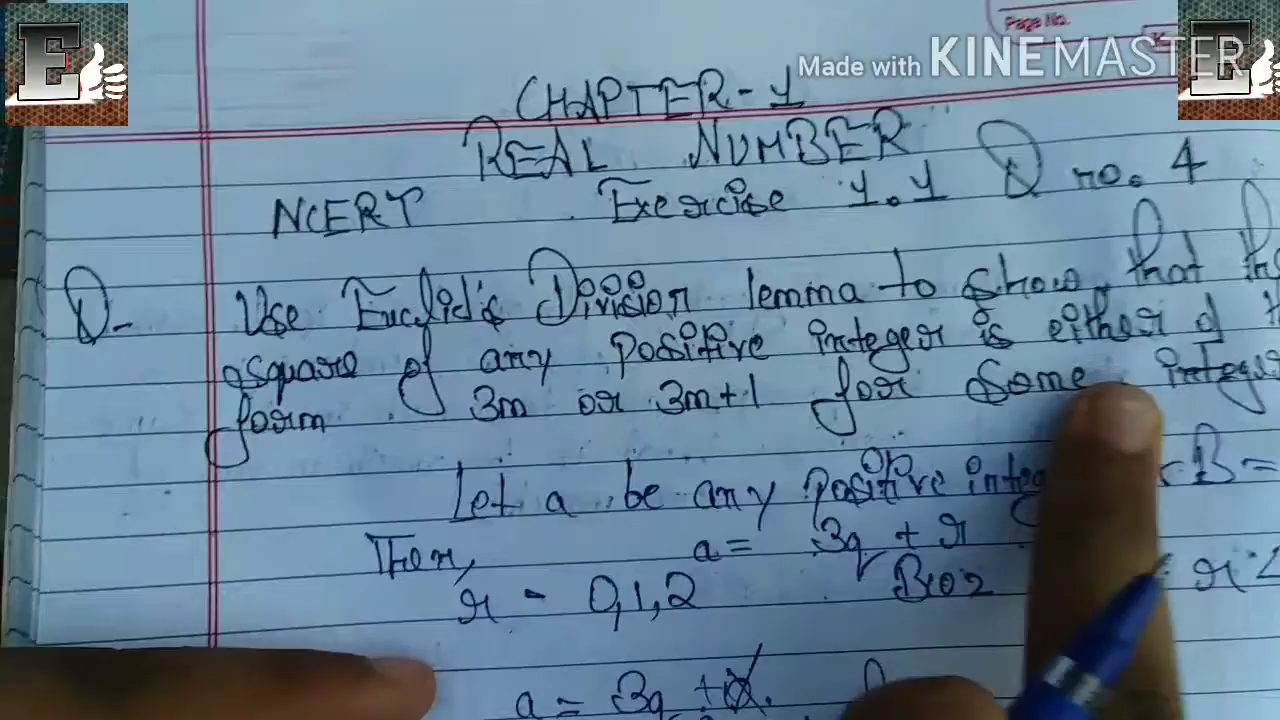 E
Page No.
Made with KINEMASTER
CHAPTER-1
REAL NUMBER
NCERT Exercise 1.1 Q no. 4
Q- Use Euclid's Division lemma to show that
square of any positive integer is either of
form 3m or 3m+1 for some
Let a be any positive B=
Then, a = 3q + r
r - 0,1,2 Bcoz r<
a = 3q +